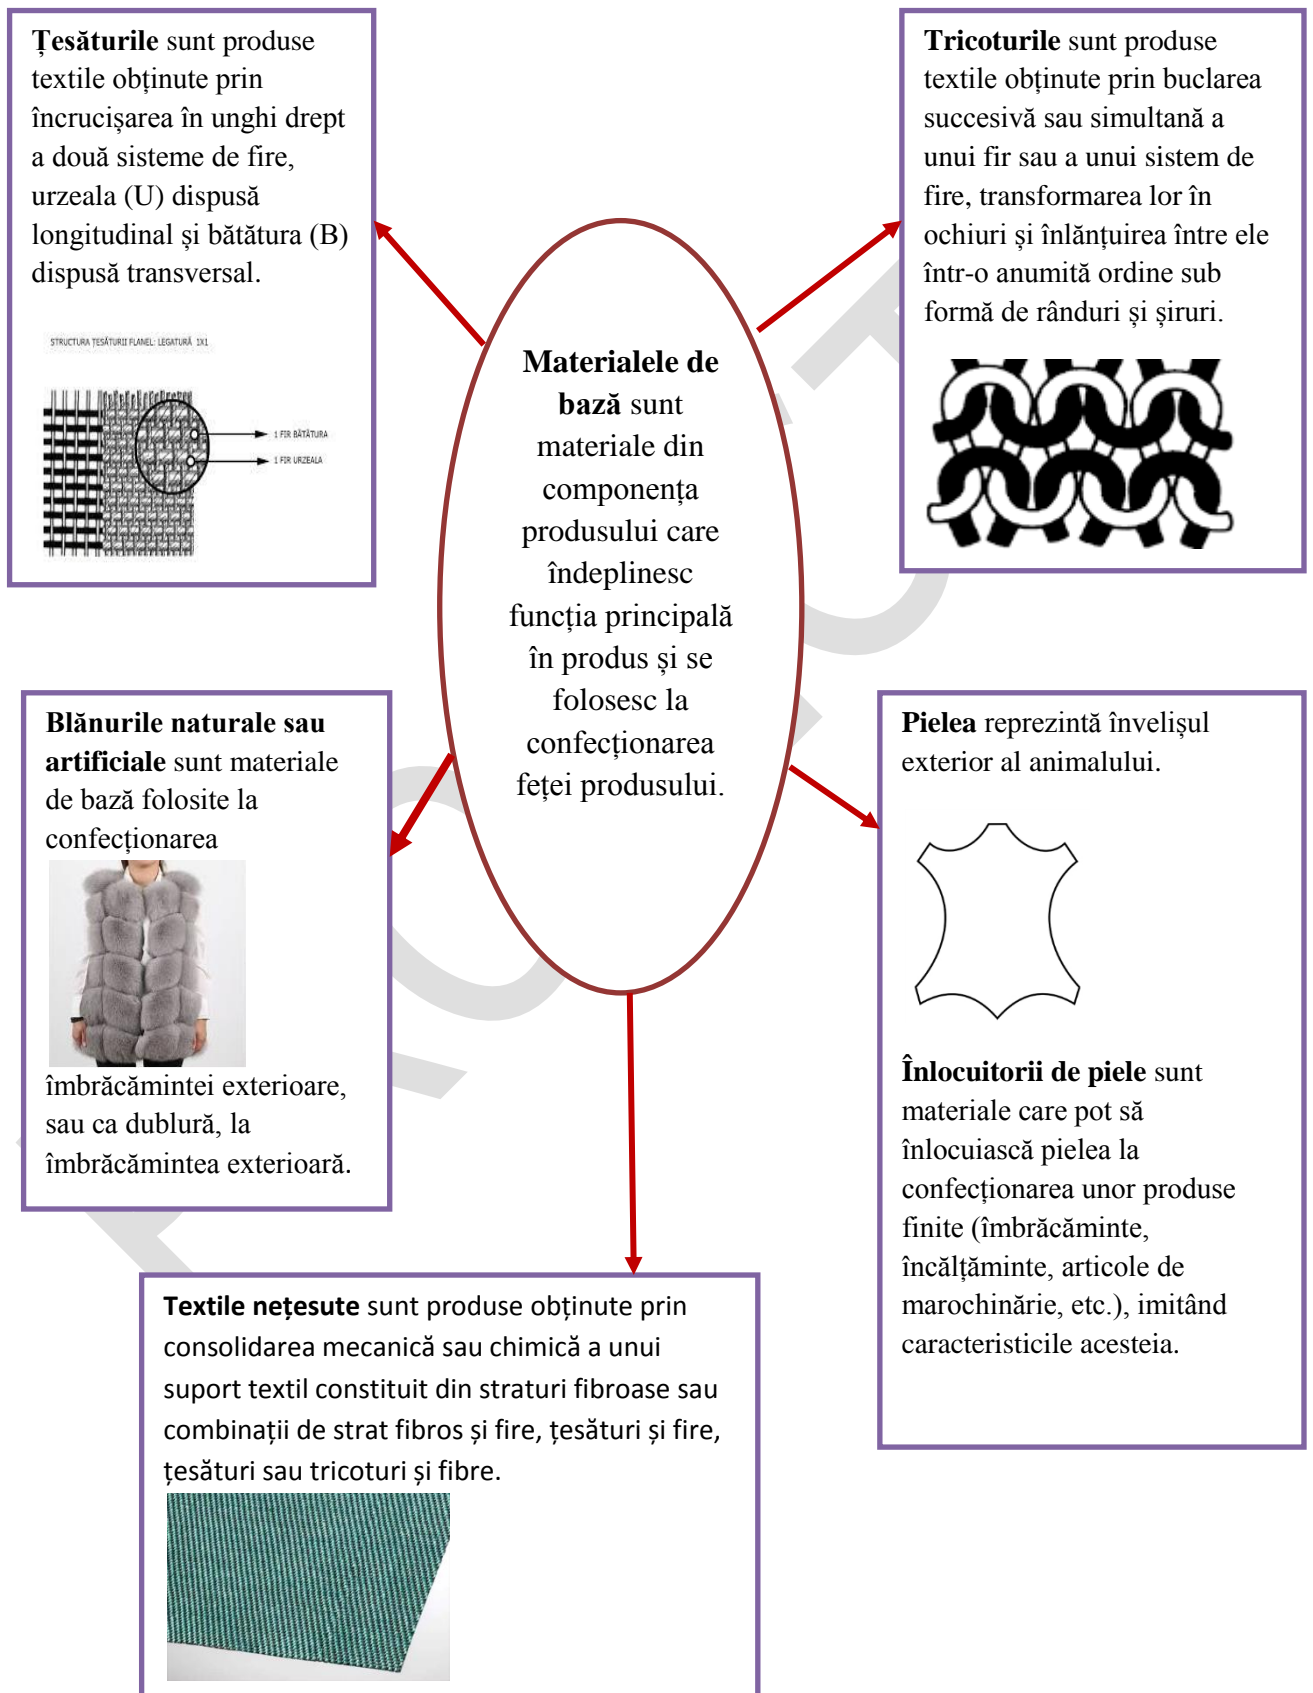 Țesăturile sunt produse
textile obținute prin
încrucișarea în unghi drept
a două sisteme de fire,
urzeala (U) dispusă
longitudinal și bătătura (B)
dispusă transversal.
STRUCTURA ȚESĂTURII FLANEL: LEGATURĂ 1X1
1 FIR BĂTĂTURA
1 FIR URZEALA
Tricoturile sunt produse
textile obținute prin buclarea
succesivă sau simultană a
unui fir sau a unui sistem de
fire, transformarea lor în
ochiuri și înlănțuirea între ele
într-o anumită ordine sub
formă de rânduri și șiruri.
Materialele de
bază sunt
materiale din
componența
produsului care
îndeplinesc
funcția principală
în produs și se
folosesc la
confecționarea
feței produsului.
Blănurile naturale sau
artificiale sunt materiale
de bază folosite la
confecționarea
îmbrăcămintei exterioare,
sau ca dublură, la
îmbrăcămintea exterioară.
Pielea reprezintă învelișul
exterior al animalului.
Înlocuitorii de piele sunt
materiale care pot să
înlocuiască pielea la
confecționarea unor produse
finite (îmbrăcăminte,
încălțăminte, articole de
marochinărie, etc.), imitând
caracteristicile acesteia.
Textile nețesute sunt produse obținute prin
consolidarea mecanică sau chimică a unui
suport textil constituit din straturi fibroase sau
combinații de strat fibros și fire, țesături și fire,
țesături sau tricoturi și fibre.